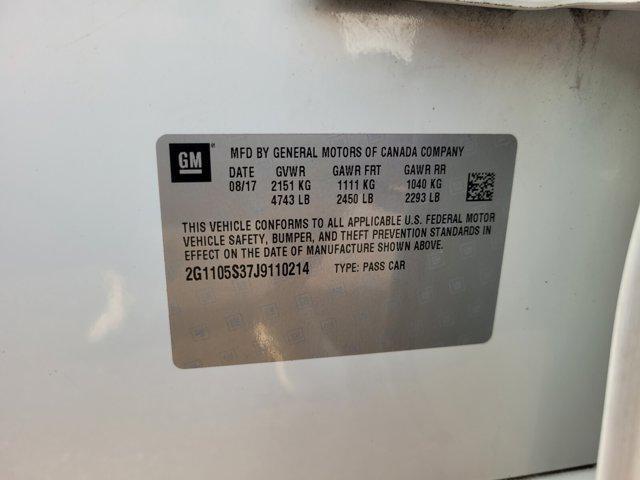 GM
MFD BY GENERAL MOTORS OF CANADA COMPANY
DATE GVWR GAWR FRT GAWR RR
08/17 2151 KG 1111 KG 1040 KG
4743 LB 2450 LB 2293 LB
THIS VEHICLE CONFORMS TO ALL APPLICABLE U.S. FEDERAL MOTOR
VEHICLE SAFETY, BUMPER, AND THEFT PREVENTION STANDARDS IN
EFFECT ON THE DATE OF MANUFACTURE SHOWN ABOVE.
2G1105S37J9110214 TYPE: PASS CAR